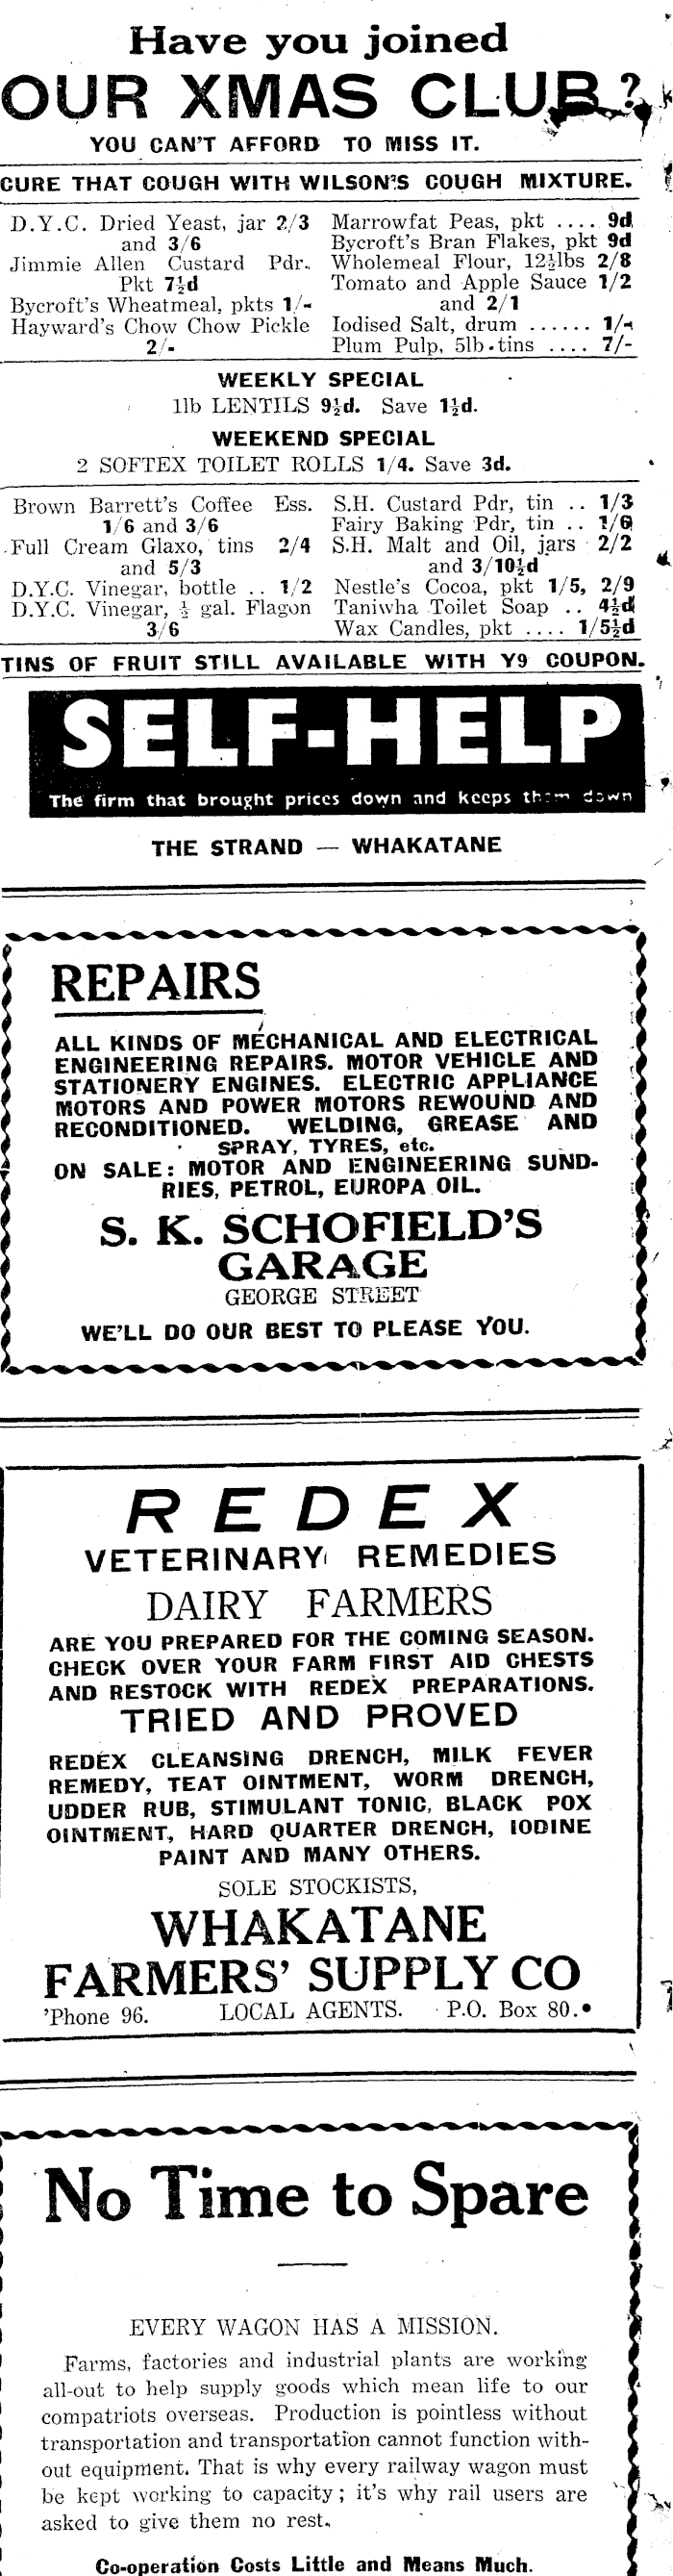 Have you joined
OUR XMAS CLUB?
YOU CAN'T AFFORD TO MISS IT.
CURE THAT COUGH WITH WILSON'S COUGH MIXTURE.
D.Y.C. Dried Yeast, jar 2/3
and 3/6
Jimmie Allen Custard Pdr.
Pkt 7½d
Bycroft's Wheatmeal, pkts 1/-
Hayward's Chow Chow Pickle
2/-
Marrowfat Peas, pkt .... 9d
Bycroft's Bran Flakes, pkt 9d
Wholemeal Flour, 12½lbs 2/8
Tomato and Apple Sauce 1/2
and 2/1
Iodised Salt, drum ...... 1/-
Plum Pulp, 5lb. tins .... 7/-
WEEKLY SPECIAL
1lb LENTILS 9½d. Save 1½d.
WEEKEND SPECIAL
2 SOFTEX TOILET ROLLS 1/4. Save 3d.
Brown Barrett's Coffee Ess.
1/6 and 3/6
Full Cream Glaxo, tins 2/4
and 5/3
D.Y.C. Vinegar, bottle .. 1/2
D.Y.C. Vinegar, ½ gal. Flagon
3/6
S.H. Custard Pdr, tin .. 1/3
Fairy Baking Pdr, tin .. 1/6
S.H. Malt and Oil, jars 2/2
and 3/10½d
Nestle's Cocoa, pkt 1/5, 2/9
Taniwha Toilet Soap .. 4½d
Wax Candles, pkt .... 1/5½d
TINS OF FRUIT STILL AVAILABLE WITH Y9 COUPON.
SELF-HELP
The firm that brought prices down and keeps them down
THE STRAND — WHAKATANE
REPAIRS
ALL KINDS OF MECHANICAL AND ELECTRICAL
ENGINEERING REPAIRS. MOTOR VEHICLE AND
STATIONERY ENGINES. ELECTRIC APPLIANCE
MOTORS AND POWER MOTORS REWOUND AND
RECONDITIONED. WELDING, GREASE AND
SPRAY, TYRES, etc.
ON SALE: MOTOR AND ENGINEERING SUND-
RIES, PETROL, EUROPA OIL.
S. K. SCHOFIELD'S
GARAGE
GEORGE STREET
WE'LL DO OUR BEST TO PLEASE YOU.
REDEX
VETERINARY REMEDIES
DAIRY FARMERS
ARE YOU PREPARED FOR THE COMING SEASON.
CHECK OVER YOUR FARM FIRST AID CHESTS
AND RESTOCK WITH REDEX PREPARATIONS.
TRIED AND PROVED
REDEX CLEANSING DRENCH, MILK FEVER
REMEDY, TEAT OINTMENT, WORM DRENCH,
UDDER RUB, STIMULANT TONIC, BLACK POX
OINTMENT, HARD QUARTER DRENCH, IODINE
PAINT AND MANY OTHERS.
SOLE STOCKISTS,
WHAKATANE
FARMERS' SUPPLY CO
'Phone 96. LOCAL AGENTS. P.O. Box 80.
No Time to Spare
EVERY WAGON HAS A MISSION.
Farms, factories and industrial plants are working
all-out to help supply goods which mean life to our
compatriots overseas. Production is pointless without
transportation and transportation cannot function with-
out equipment. That is why every railway wagon must
be kept working to capacity; it's why rail users are
asked to give them no rest.
Co-operation Costs Little and Means Much.